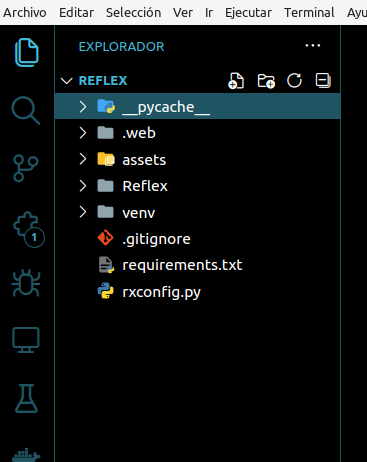 Archivo Editar Selección Ver Ir Ejecutar Terminal Ayu
EXPLORADOR
REFLEX
__pycache__
.web
assets
Reflex
venv
.gitignore
requirements.txt
rxconfig.py
1